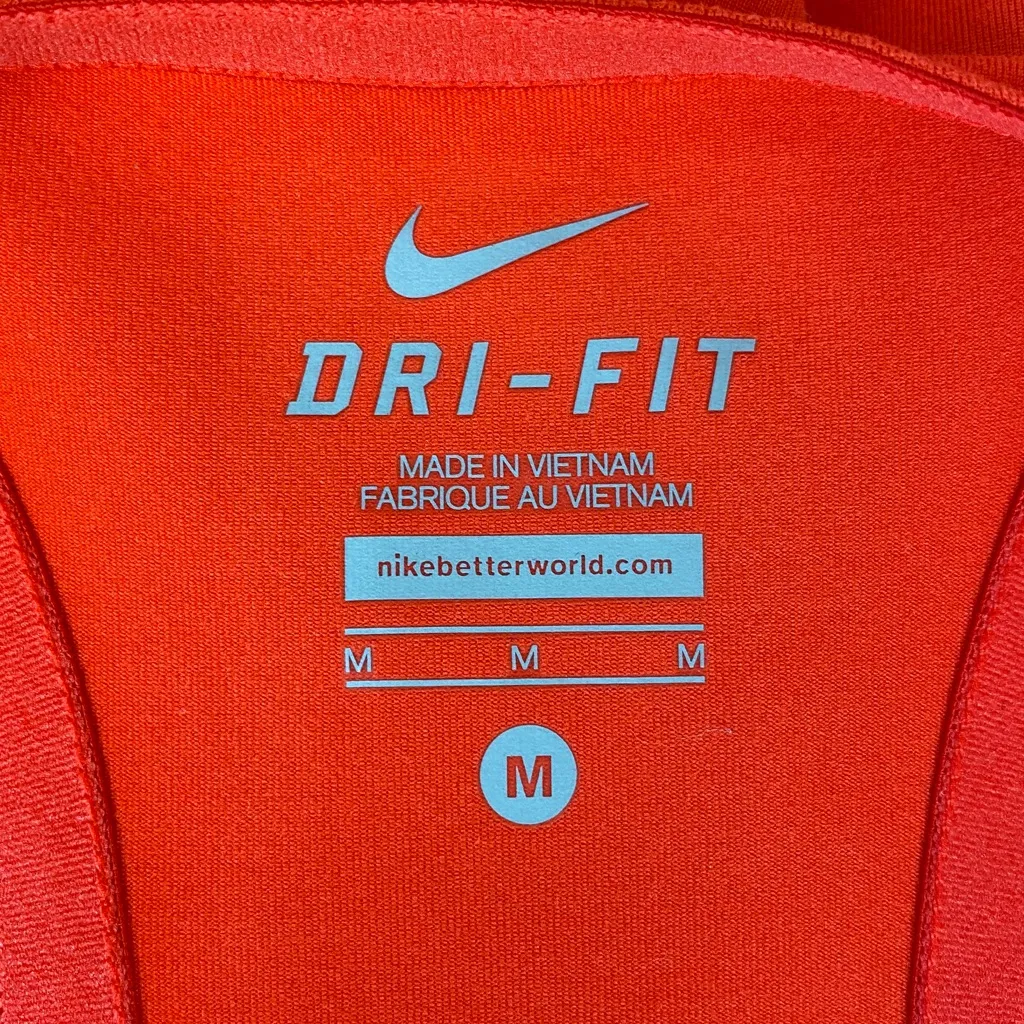 DRI-FIT
MADE IN VIETNAM
FABRIQUE AU VIETNAM
nikebetterworld.com
M M M
M